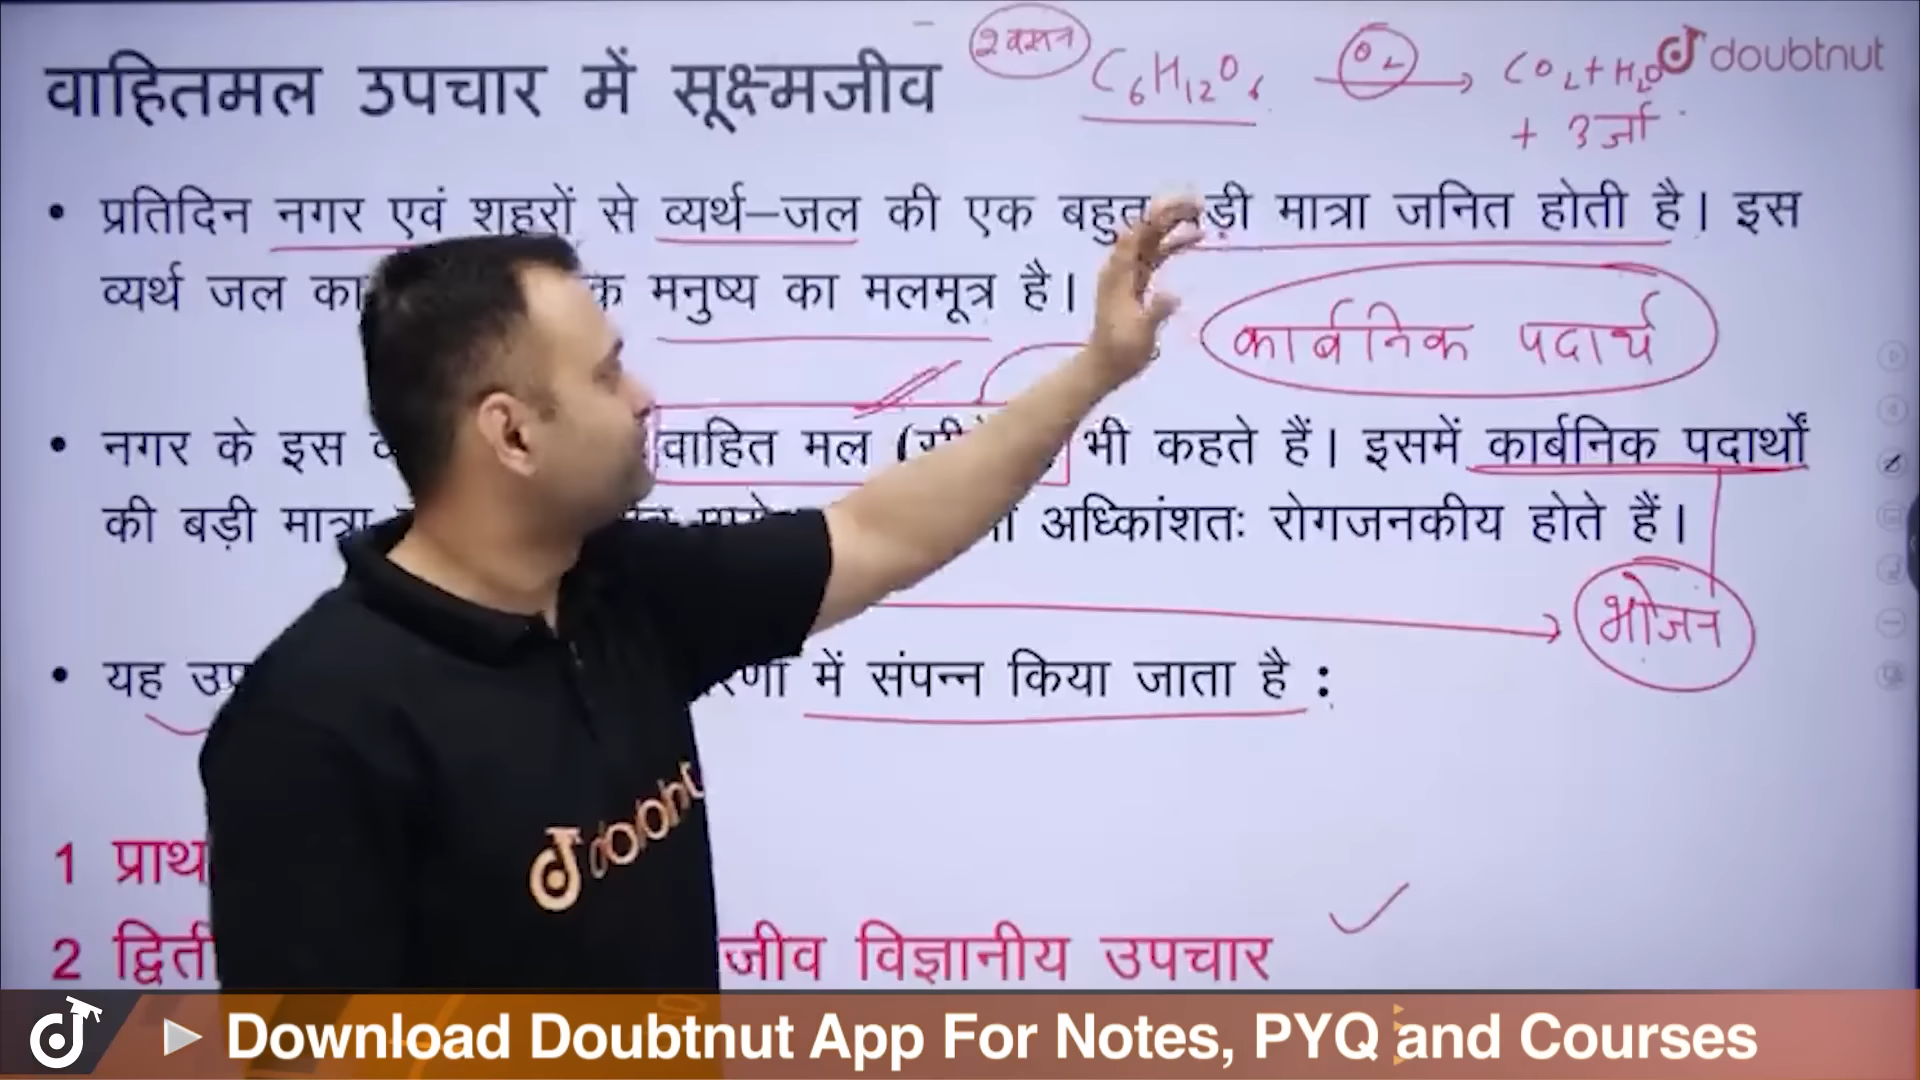 वाहितमल उपचार में सूक्ष्मजीव
श्वसन
C6H12O6 O2 CO2 + H2O
+ ऊर्जा
doubtnut
• प्रतिदिन नगर एवं शहरों से व्यर्थ–जल की एक बहुत बड़ी मात्रा जनित होती है। इस
व्यर्थ जल का मनुष्य का मलमूत्र है।
कार्बनिक पदार्थ
• नगर के इस वाहित मल भी कहते हैं। इसमें कार्बनिक पदार्थों
की बड़ी मात्रा अध्किांशतः रोगजनकीय होते हैं।
भोजन
• यह में संपन्न किया जाता है :
1
2 जीव विज्ञानीय उपचार
doubtnut
Download Doubtnut App For Notes, PYQ and Courses